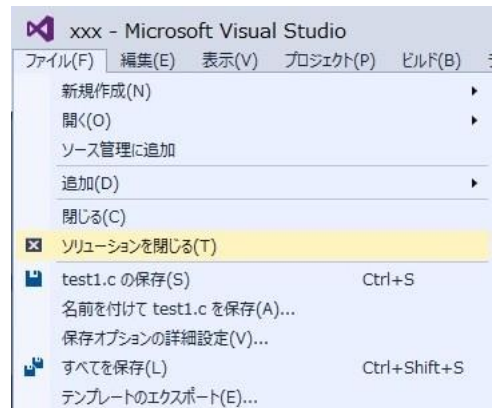 xxx - Microsoft Visual Studio
ファイル(F) 編集(E) 表示(V) プロジェクト(P) ビルド(B)
新規作成(N)
開く(O)
ソース管理に追加
追加(D)
閉じる(C)
ソリューションを閉じる(T)
test1.c の保存(S) Ctrl+S
名前を付けて test1.c を保存(A)...
保存オプションの詳細設定(V)...
すべてを保存(L) Ctrl+Shift+S
テンプレートのエクスポート(E)...